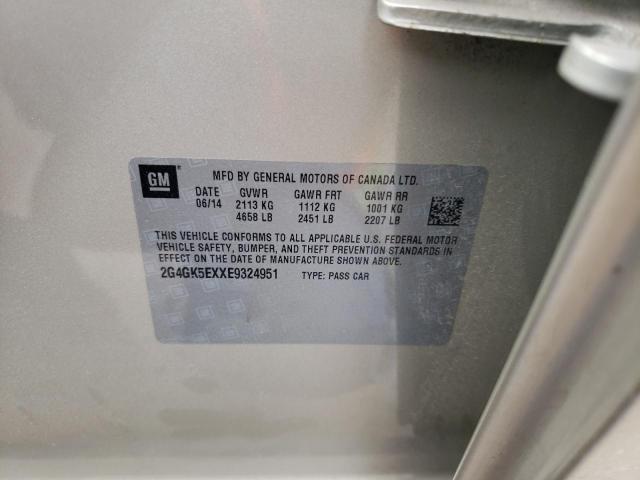 GM
MFD BY GENERAL MOTORS OF CANADA LTD.
DATE GVWR GAWR FRT GAWR RR
06/14 2113 KG 1112 KG 1001 KG
4658 LB 2451 LB 2207 LB
THIS VEHICLE CONFORMS TO ALL APPLICABLE U.S. FEDERAL MOTOR
VEHICLE SAFETY, BUMPER, AND THEFT PREVENTION STANDARDS
IN EFFECT ON THE DATE OF MANUFACTURE SHOWN ABOVE.
2G4GK5EXXE9324951 TYPE: PASS CAR